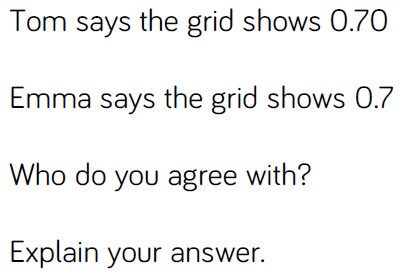 Tom says the grid shows 0.70
Emma says the grid shows 0.7
Who do you agree with?
Explain your answer.